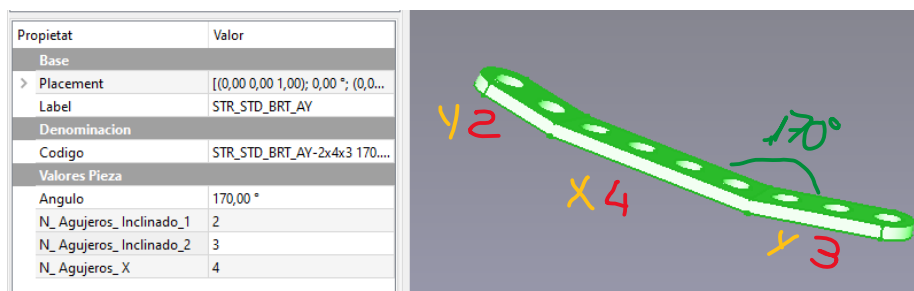 Propietat Valor
Base
Placement [(0,00 0,00 1,00); 0,00 °; (0,0...
Label STR_STD_BRT_AY
Denominacion
Codigo STR_STD_BRT_AY-2x4x3 170....
Valores Pieza
Angulo 170,00 °
N_ Agujeros_ Inclinado_1 2
N_ Agujeros_ Inclinado_2 3
N_ Agujeros_ X 4
Y 2
170°
X 4
Y 3